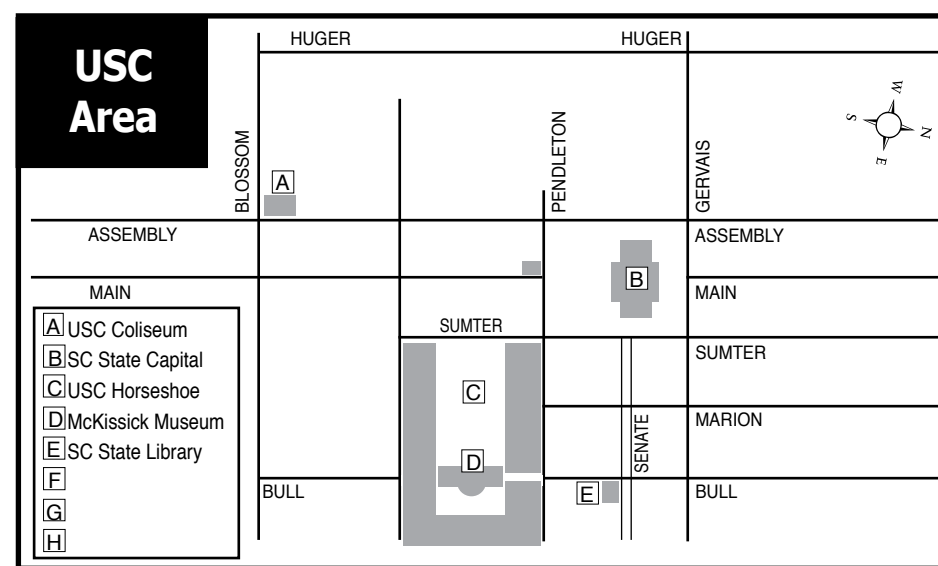 USC
Area
HUGER
HUGER
BLOSSOM
PENDLETON
GERVAIS
W
S
N
E
A
ASSEMBLY
ASSEMBLY
B
MAIN
MAIN
SUMTER
SUMTER
C
MARION
SENATE
D
BULL
E
BULL
A USC Coliseum
B SC State Capital
C USC Horseshoe
D McKissick Museum
E SC State Library
F
G
H